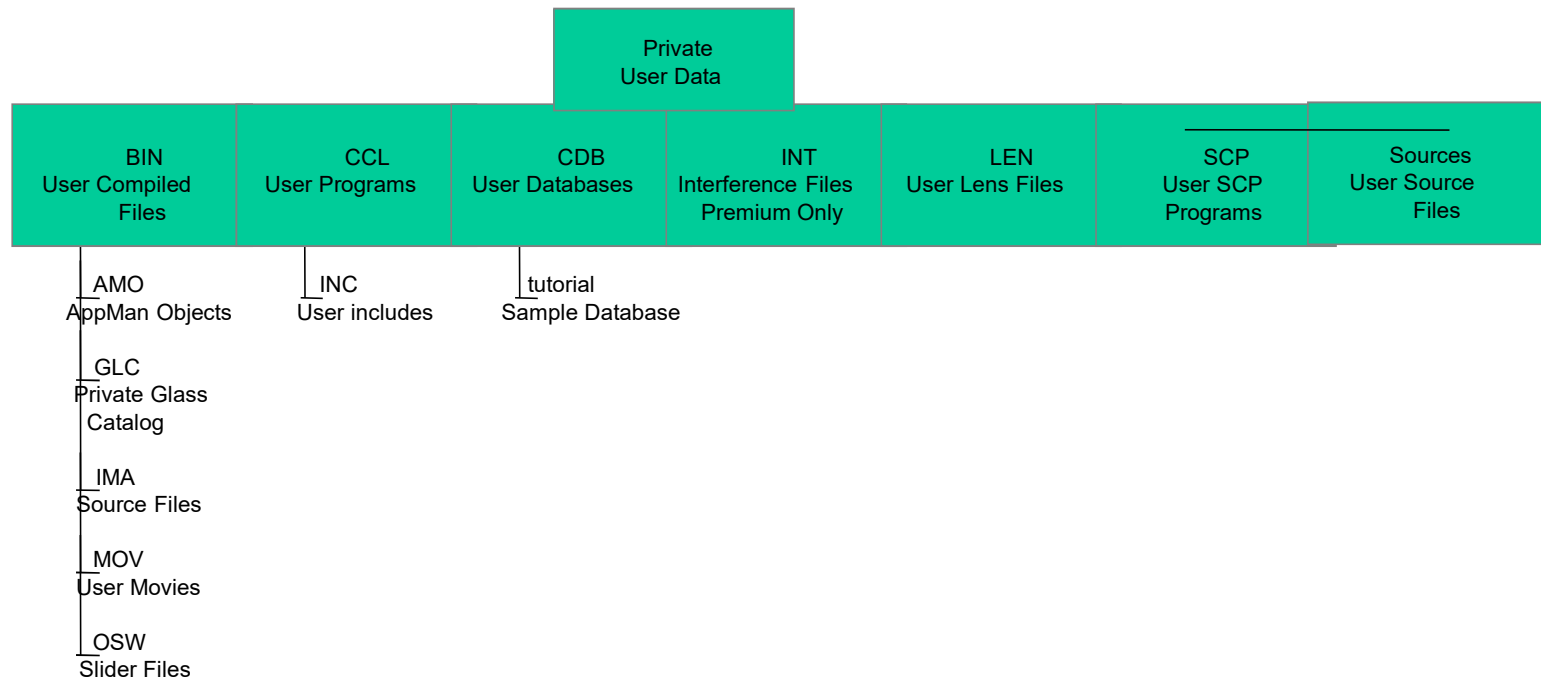 Private
User Data
BIN
User Compiled
Files
CCL
User Programs
CDB
User Databases
INT
Interference Files
Premium Only
LEN
User Lens Files
SCP
User SCP
Programs
Sources
User Source
Files
AMO
AppMan Objects
GLC
Private Glass
Catalog
IMA
Source Files
MOV
User Movies
OSW
Slider Files
INC
User includes
tutorial
Sample Database